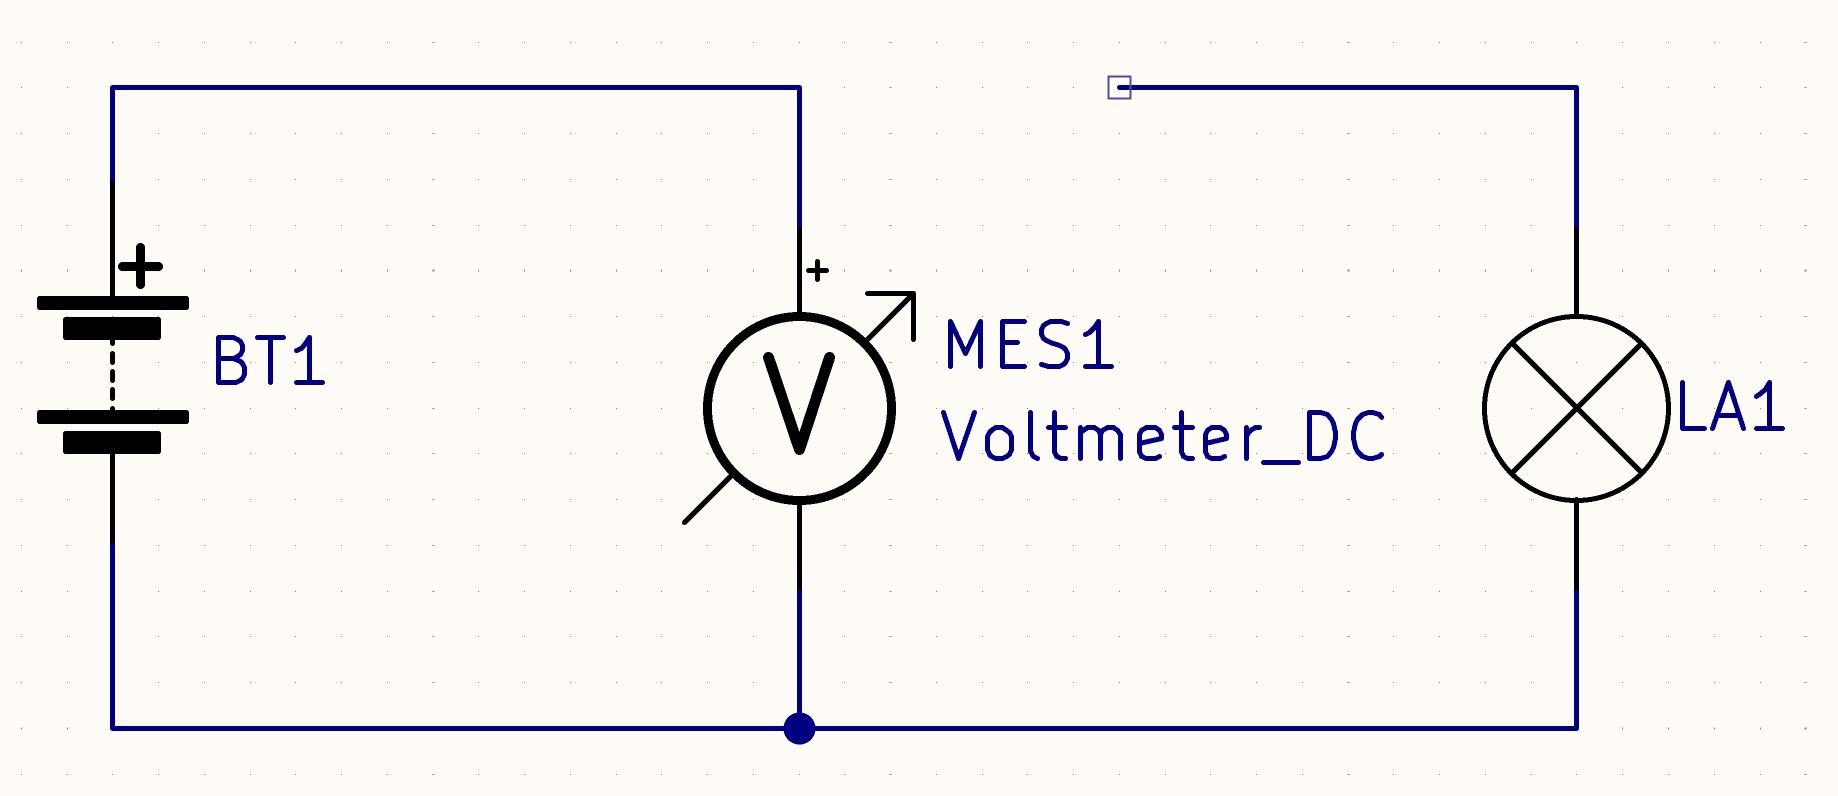 +
BT1
+
V
MES1
Voltmeter_DC
LA1